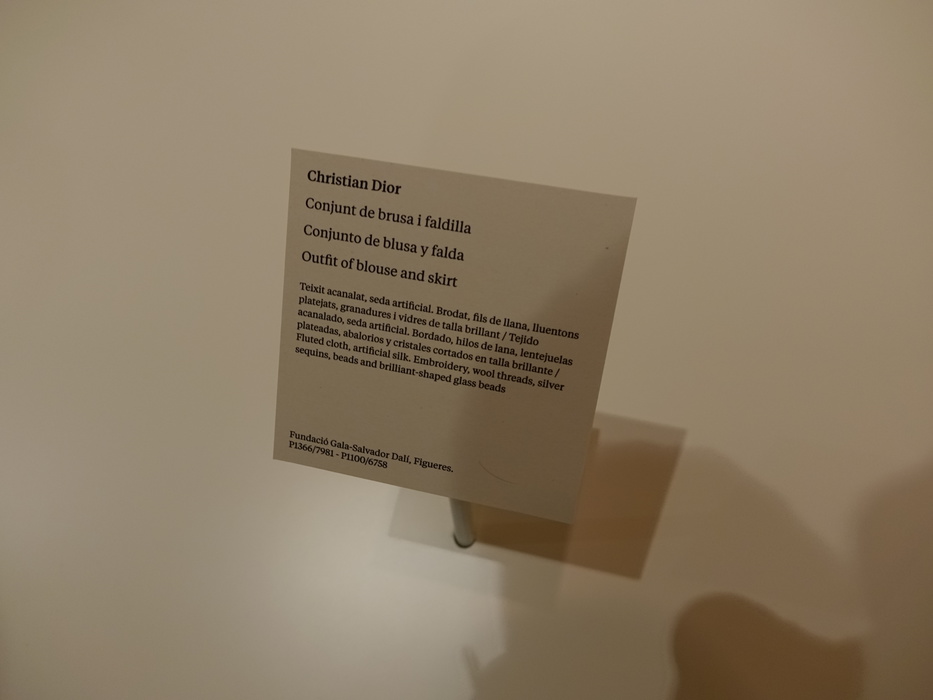 Christian Dior
Conjunt de brusa i faldilla
Conjunto de blusa y falda
Outfit of blouse and skirt
Teixit acanalat, seda artificial. Brodat, fils de llana, lluentons
platejats, granadures i vidres de talla brillant / Tejido
acanalado, seda artificial. Bordado, hilos de lana, lentejuelas
plateadas, abalorios y cristales cortados en talla brillante /
Fluted cloth, artificial silk. Embroidery, wool threads, silver
sequins, beads and brilliant-shaped glass beads
Fundació Gala-Salvador Dalí, Figueres.
P1366/7981 - P1100/6758